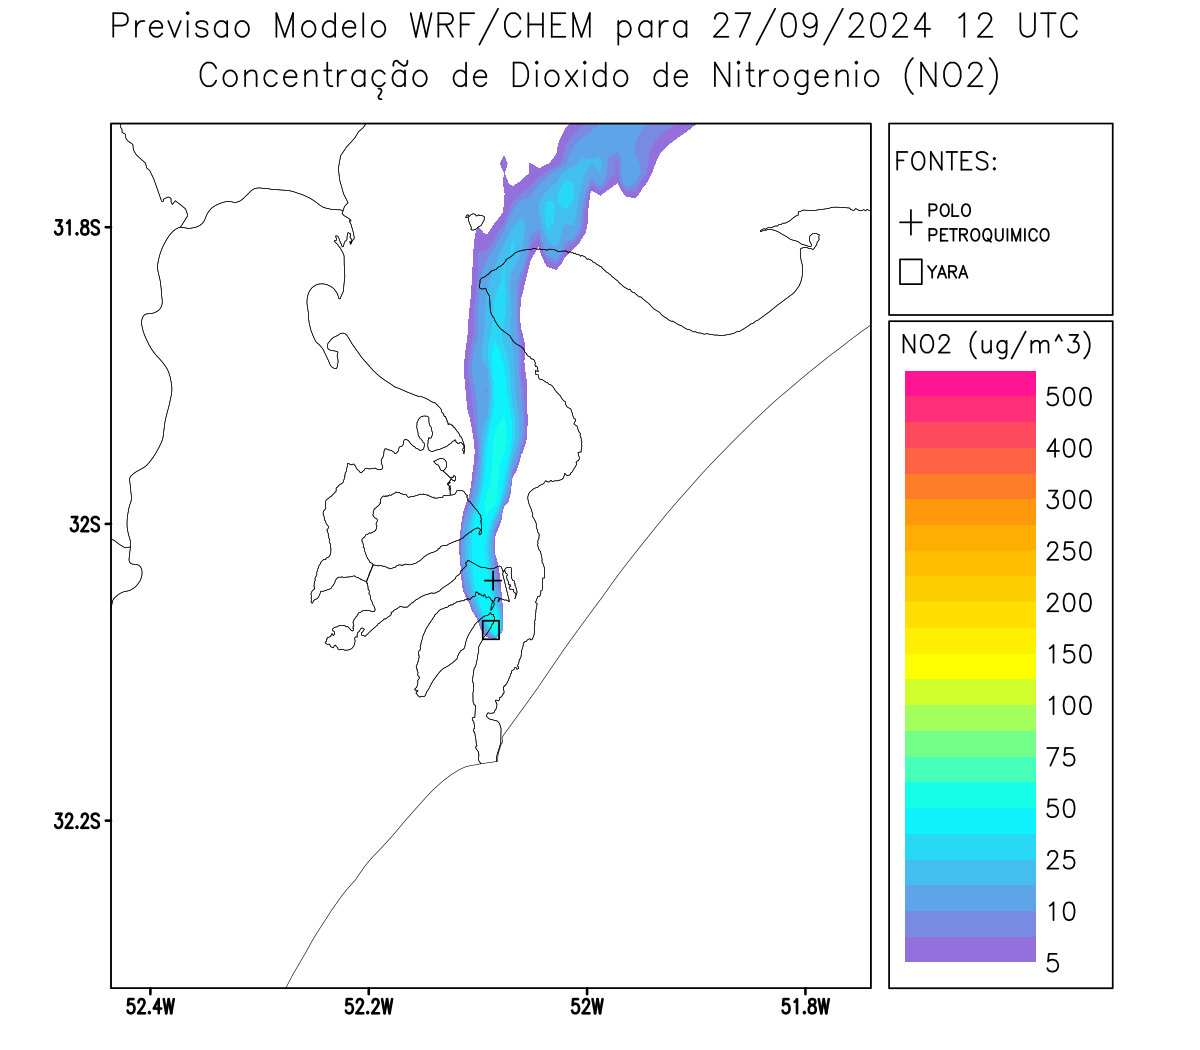 Previsao Modelo WRF/CHEM para 27/09/2024 12 UTC
Concentração de Dioxido de Nitrogenio (NO2)
FONTES:
POLO
PETROQUIMICO
YARA
31.8S
32S
32.2S
52.4W
52.2W
52W
51.8W
NO2 (ug/m^3)
500
400
300
250
200
150
100
75
50
25
10
5